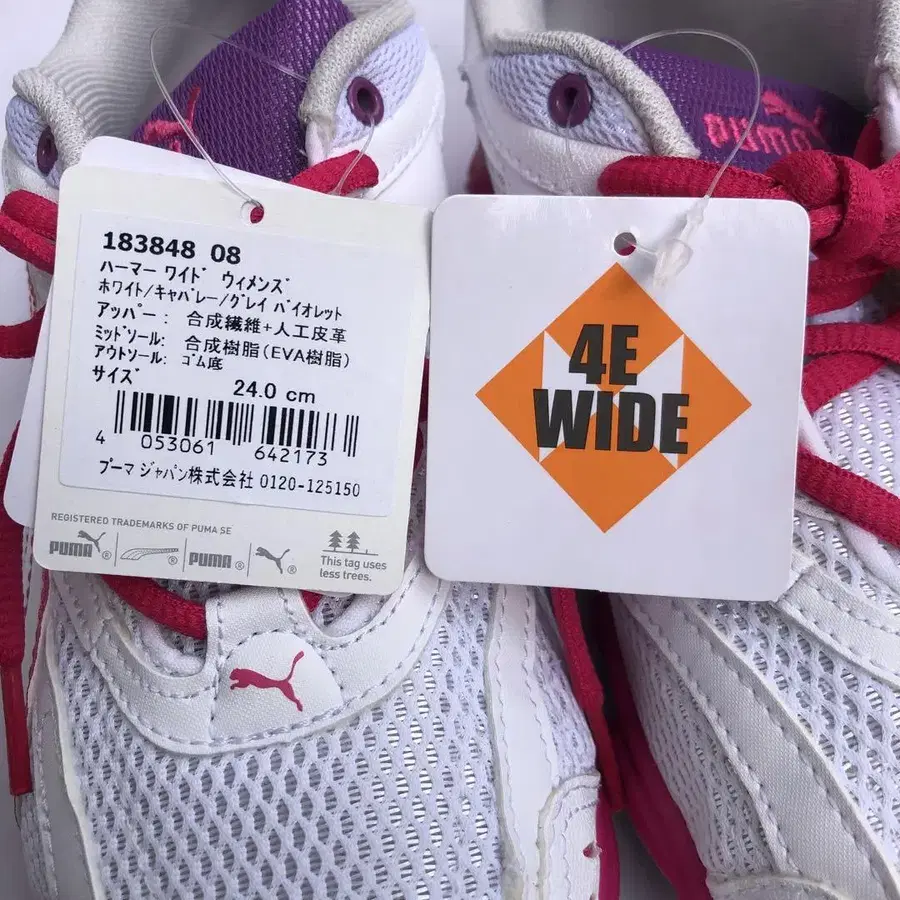 puma
183848 08
ハーマー ワイド ウィメンズ
ホワイト/キャバレー/グレイ バイオレット
アッパー: 合成繊維+人工皮革
ミッドソール: 合成樹脂(EVA樹脂)
アウトソール: ゴム底
サイズ
24.0 cm
4 053061 642173
プーマ ジャパン株式会社 0120-125150
REGISTERED TRADEMARKS OF PUMA SE
PUMA® ® PUMA® ®
This tag uses
less trees.
4E
WIDE